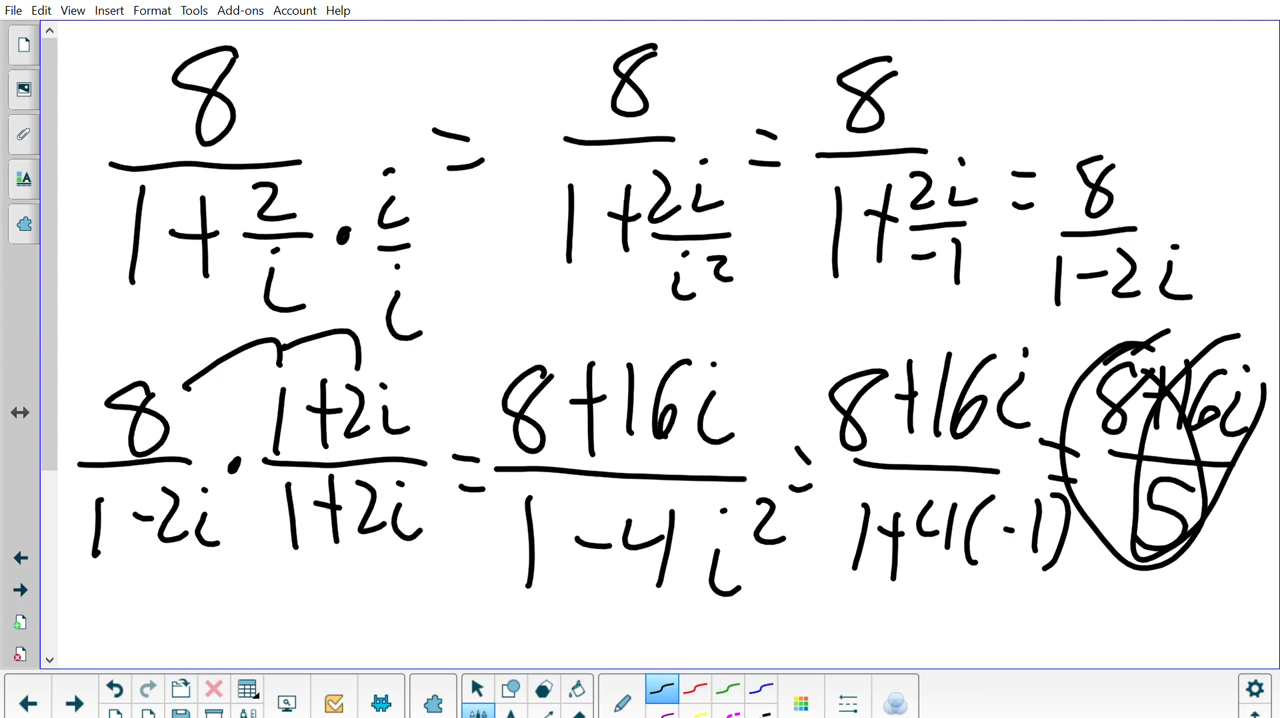 File Edit View Insert Format Tools Add-ons Account Help
8/(1 + 2/i · i/i) = 8/(1 + 2i/i²) = 8/(1 + 2i/-1) = 8/(1 - 2i)
8/(1 - 2i) · (1 + 2i)/(1 + 2i) = (8 + 16i)/(1 - 4i²) = (8 + 16i)/(1 + 4(-1)) = (8 + 16i)/5